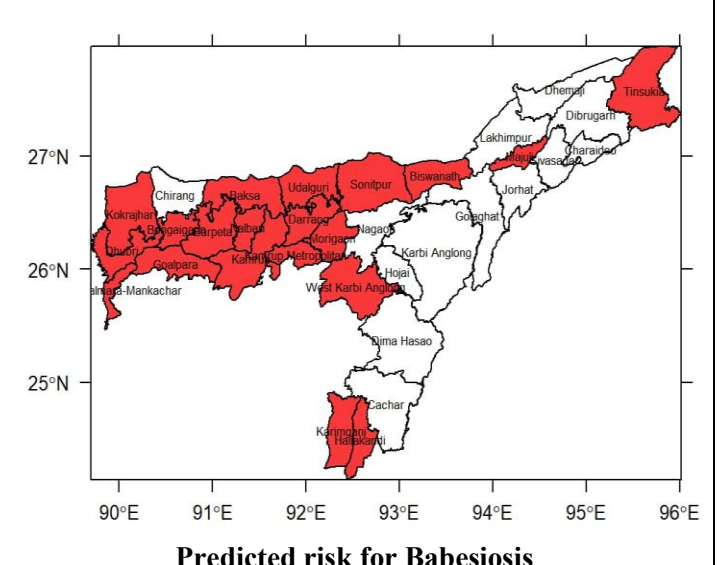 Dhemaji
Tinsukia
Dibrugarh
Lakhimpur
27°N
Majuli
Sivasagar
Charaideo
Chirang
Baksa
Udalguri
Sonitpur
Biswanath
Jorhat
Kokrajhar
Bongaigaon
Barpeta
Nalbari
Darrang
Nagaon
Golaghat
Morigaon
Dhubri
Goalpara
Kamrup
Kamrup Metropolitan
Karbi Anglong
26°N
Hojai
almara-Mankachar
West Karbi Anglong
Dima Hasao
25°N
Cachar
Karimganj
Hailakandi
90°E 91°E 92°E 93°E 94°E 95°E 96°E
Predicted risk for Babesiosis